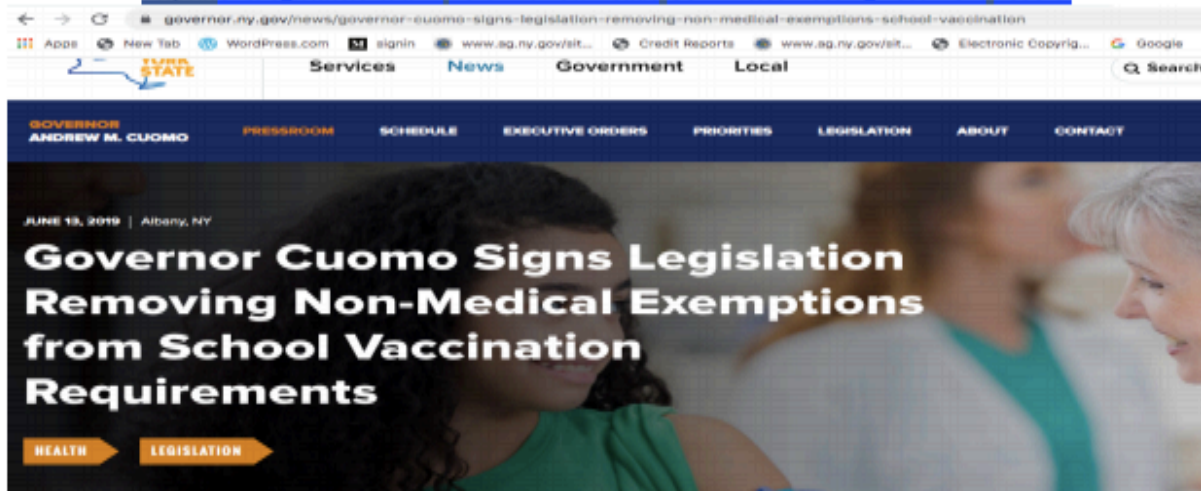 governor.ny.gov/news/governor-cuomo-signs-legislation-removing-non-medical-exemptions-school-vaccination
Apps New Tab WordPress.com signin www.ag.ny.gov/sit... Credit Reports www.ag.ny.gov/sit... Electronic Copyrig... Google
YORK
STATE
Services News Government Local Search
GOVERNOR
ANDREW M. CUOMO
PRESSROOM SCHEDULE EXECUTIVE ORDERS PRIORITIES LEGISLATION ABOUT CONTACT
JUNE 13, 2019 | Albany, NY
Governor Cuomo Signs Legislation
Removing Non-Medical Exemptions
from School Vaccination
Requirements
HEALTH LEGISLATION